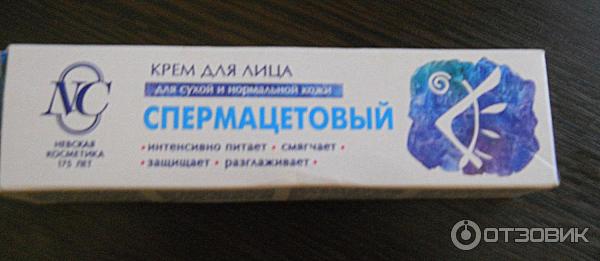 NC
НЕВСКАЯ
КОСМЕТИКА
175 ЛЕТ
КРЕМ ДЛЯ ЛИЦА
для сухой и нормальной кожи
СПЕРМАЦЕТОВЫЙ
• интенсивно питает • смягчает •
• защищает • разглаживает •
ОТЗОВИК